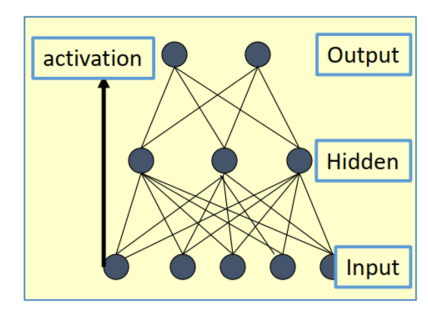 activation
Output
Hidden
Input